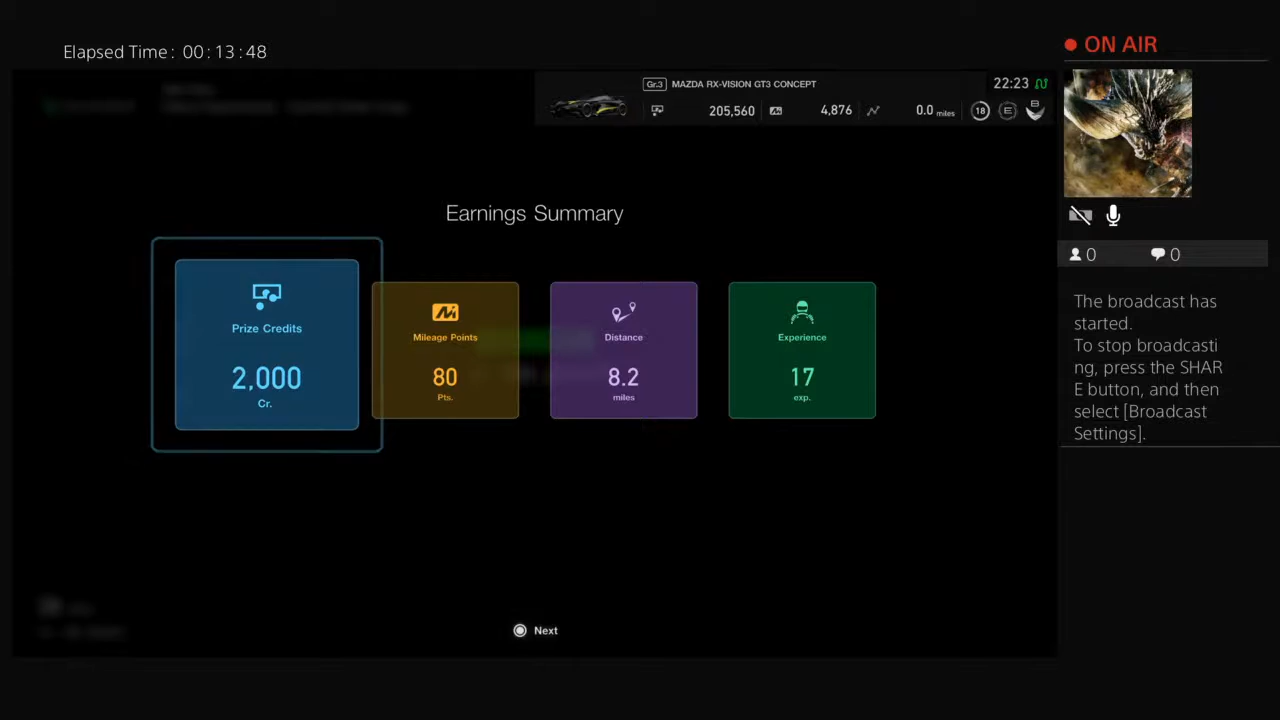 Elapsed Time: 00:13:48
ON AIR
Gr.3 MAZDA RX-VISION GT3 CONCEPT
22:23
205,560
4,876
0.0 miles
18
E
B
0
0
Earnings Summary
Prize Credits
2,000
Cr.
Mileage Points
80
Pts.
Distance
8.2
miles
Experience
17
exp.
The broadcast has
started.
To stop broadcasti
ng, press the SHAR
E button, and then
select [Broadcast
Settings].
Next